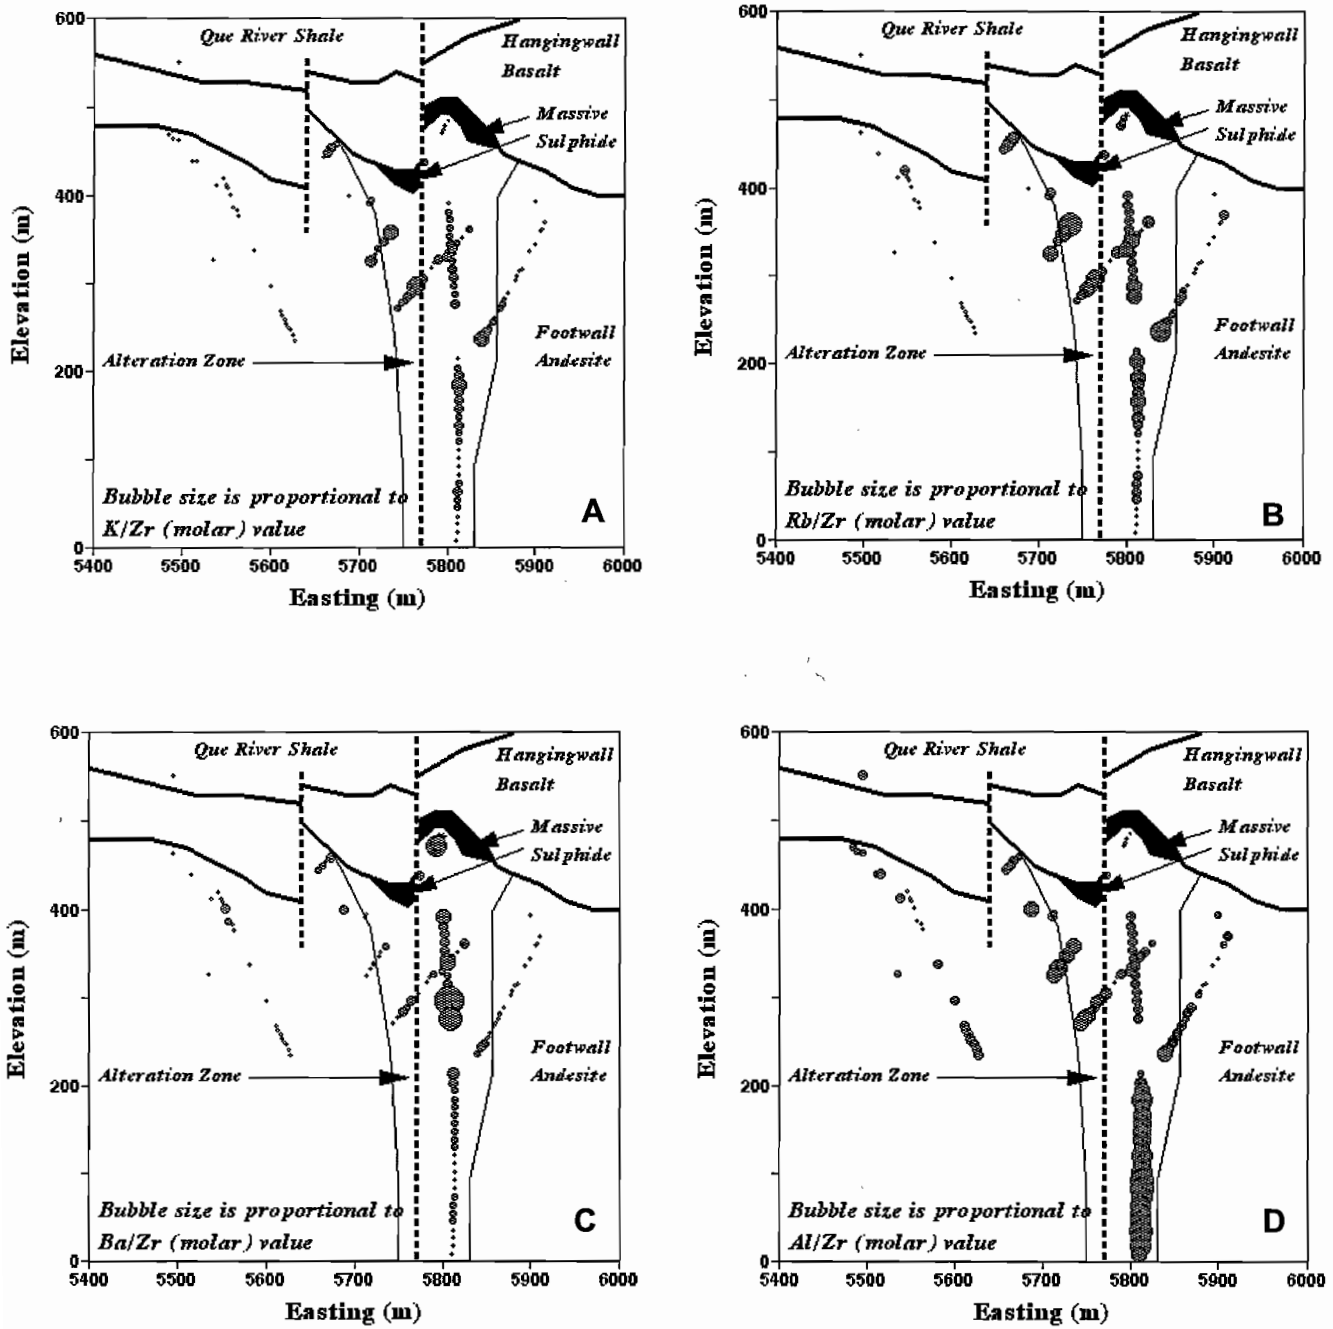 600
Que River Shale
Hangingwall
Basalt
Massive
Sulphide
400
Elevation (m)
Footwall
Andesite
Alteration Zone
200
Bubble size is proportional to
K/Zr (molar) value
A
0
5400 5500 5600 5700 5800 5900 6000
Easting (m)
600
Que River Shale
Hangingwall
Basalt
Massive
Sulphide
400
Elevation (m)
Footwall
Andesite
Alteration Zone
200
Bubble size is proportional to
Rb/Zr (molar) value
B
0
5400 5500 5600 5700 5800 5900 6000
Easting (m)
600
Que River Shale
Hangingwall
Basalt
Massive
Sulphide
400
Elevation (m)
Footwall
Andesite
Alteration Zone
200
Bubble size is proportional to
Ba/Zr (molar) value
C
0
5400 5500 5600 5700 5800 5900 6000
Easting (m)
600
Que River Shale
Hangingwall
Basalt
Massive
Sulphide
400
Elevation (m)
Footwall
Andesite
Alteration Zone
200
Bubble size is proportional to
Al/Zr (molar) value
D
0
5400 5500 5600 5700 5800 5900 6000
Easting (m)